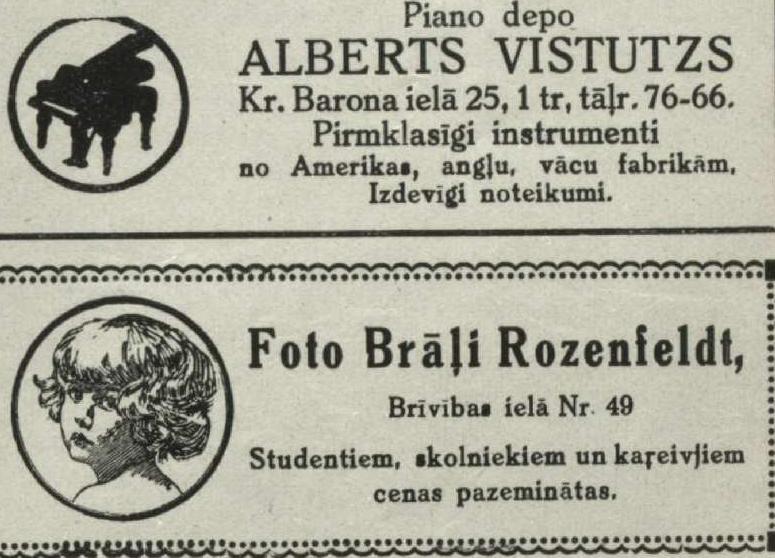 Piano depo
ALBERTS VISTUTZS
Kr. Barona ielā 25, 1 tr, tāļr. 76-66.
Pirmklasīgi instrumenti
no Amerikas, angļu, vācu fabrikām,
Izdevīgi noteikumi.
Foto Brāļi Rozenfeldt,
Brīvības ielā Nr. 49
Studentiem, skolniekiem un kaŗeivjiem
cenas pazeminātas.